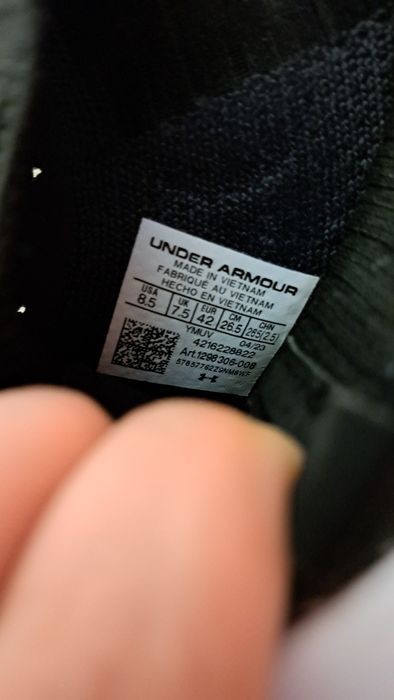 UNDER ARMOUR
MADE IN VIETNAM
FABRIQUÉ AU VIETNAM
HECHO EN VIETNAM
USA UK EUR CM CHN
8.5 7.5 42 26.5 265(2.5)
YMUV 04/23
4216228822
Art.1298306-006